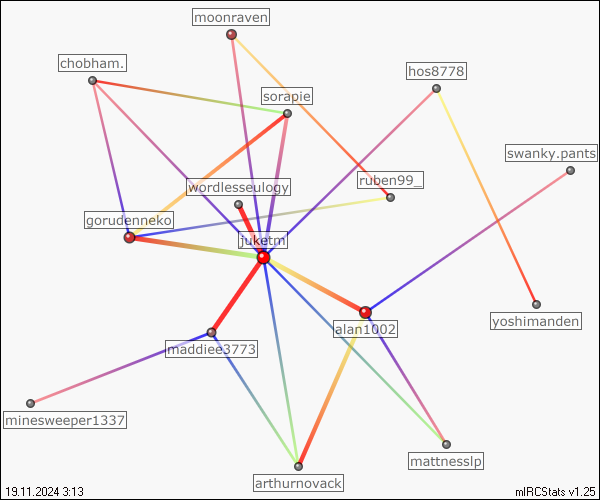 moonraven
chobham.
hos8778
sorapie
swanky.pants
ruben99_
wordlesseulogy
gorudenneko
juketm
yoshimanden
alan1002
maddiee3773
minesweeper1337
mattnesslp
arthurnovack
19.11.2024 3:13
mIRCStats v1.25